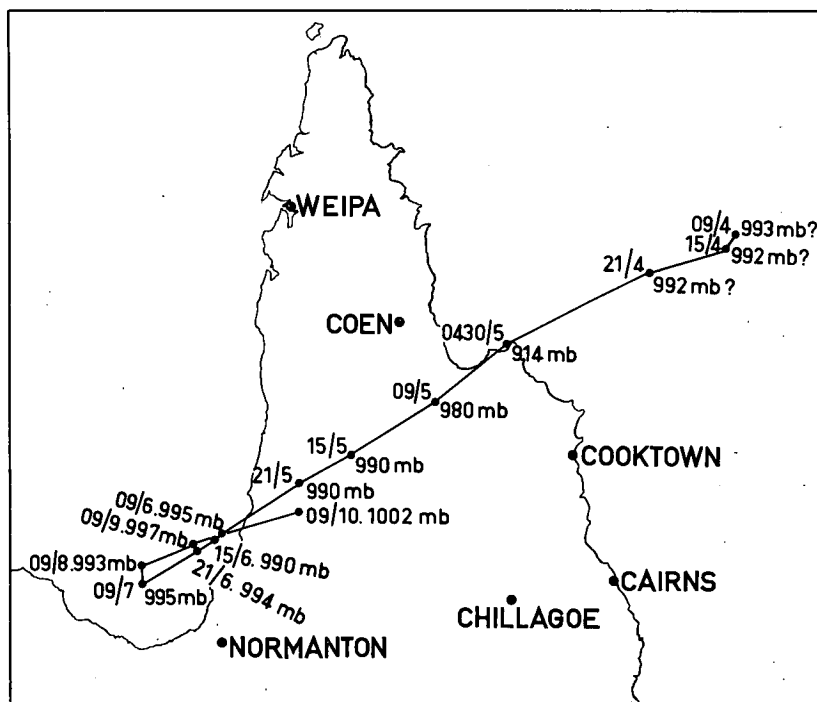 WEIPA
09/4
993 mb?
15/4
992 mb?
21/4
992 mb ?
COEN
0430/5
914 mb
09/5
980 mb
15/5
990 mb
COOKTOWN
21/5
990 mb
09/6.995mb
09/10.1002 mb
09/9.997mb
15/6.990 mb
09/8.993mb
21/6.994 mb
09/7
995mb
CAIRNS
CHILLAGOE
NORMANTON